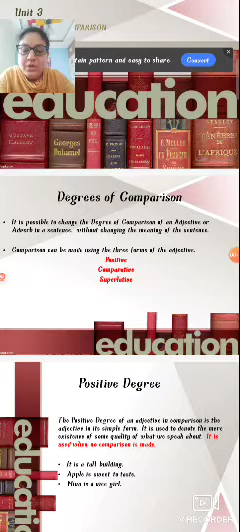 Unit 3
MPARISON
tain pattern and easy to share
Convert
education
Georges
Duhamel
L'AFRIQUE
Degrees of Comparison
• It is possible to change the Degree of Comparison of an Adjective or
Adverb in a sentence, without changing the meaning of the sentence.
• Comparison can be made using the three forms of the adjective.
Positive
Comparative
Superlative
education
Positive Degree
The Positive Degree of an adjective in comparison is the
adjective in its simple form. It is used to denote the mere
existence of some quality of what we speak about. It is
used when no comparison is made.
• It is a tall building.
• Apple is sweet to taste.
• Miun is a nice girl.
education
V RECORDER